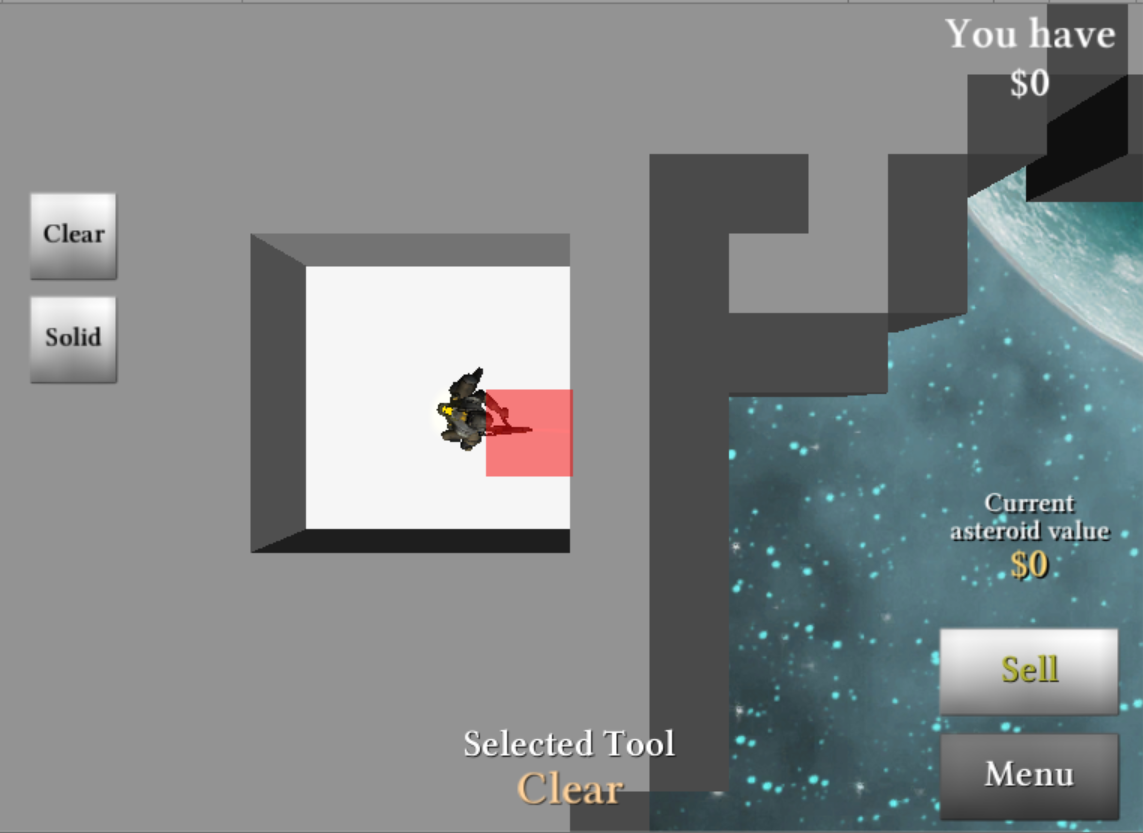 You have
$0
Clear
Solid
Current
asteroid value
$0
Sell
Selected Tool
Clear
Menu